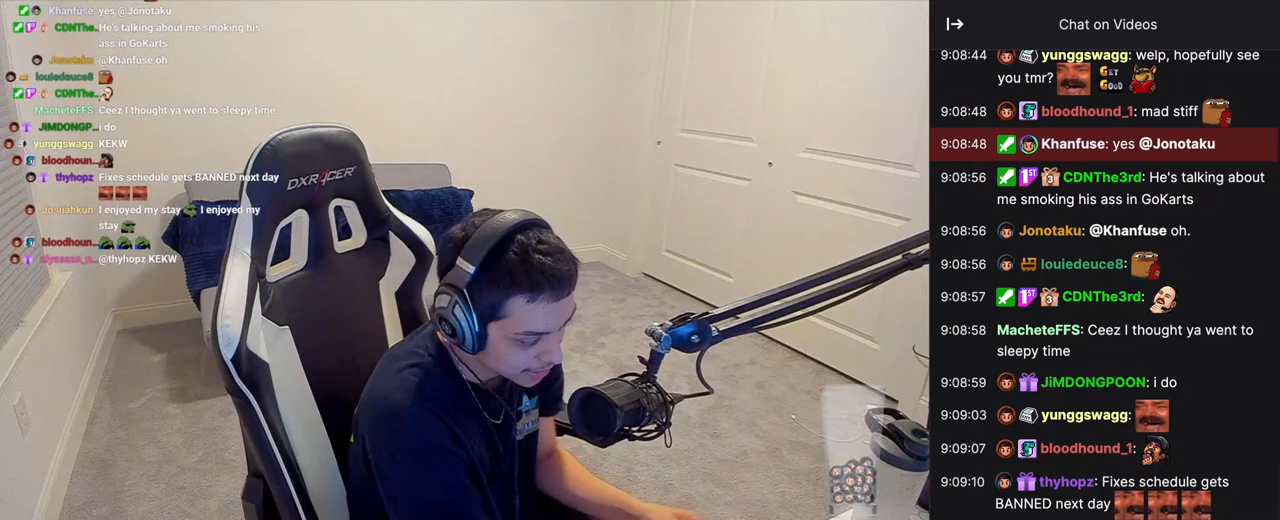 Khanfuse yes @Jonotaku
CDNThe... He's talking about me smoking his
ass in GoKarts
Jonotaku @Khanfuse oh.
louiedeuce8
CDNThe...
MacheteFFS Ceez I thought ya went to sleepy time
JiMDONGP... i do
yunggswagg KEKW
bloodhoun...
thyhopz Fixes schedule gets BANNED next day
Josiiahkun I enjoyed my stay I enjoyed my
stay
bloodhoun...
@thyhopz KEKW
DXRACER
Chat on Videos
9:08:44 yunggswagg: welp, hopefully see
you tmr? GET GOOD
9:08:48 bloodhound_1: mad stiff
9:08:48 Khanfuse: yes @Jonotaku
9:08:56 CDNThe3rd: He's talking about
me smoking his ass in GoKarts
9:08:56 Jonotaku: @Khanfuse oh.
9:08:56 louiedeuce8:
9:08:57 CDNThe3rd:
9:08:58 MacheteFFS: Ceez I thought ya went to
sleepy time
9:08:59 JiMDONGPOON: i do
9:09:03 yunggswagg:
9:09:07 bloodhound_1:
9:09:10 thyhopz: Fixes schedule gets
BANNED next day